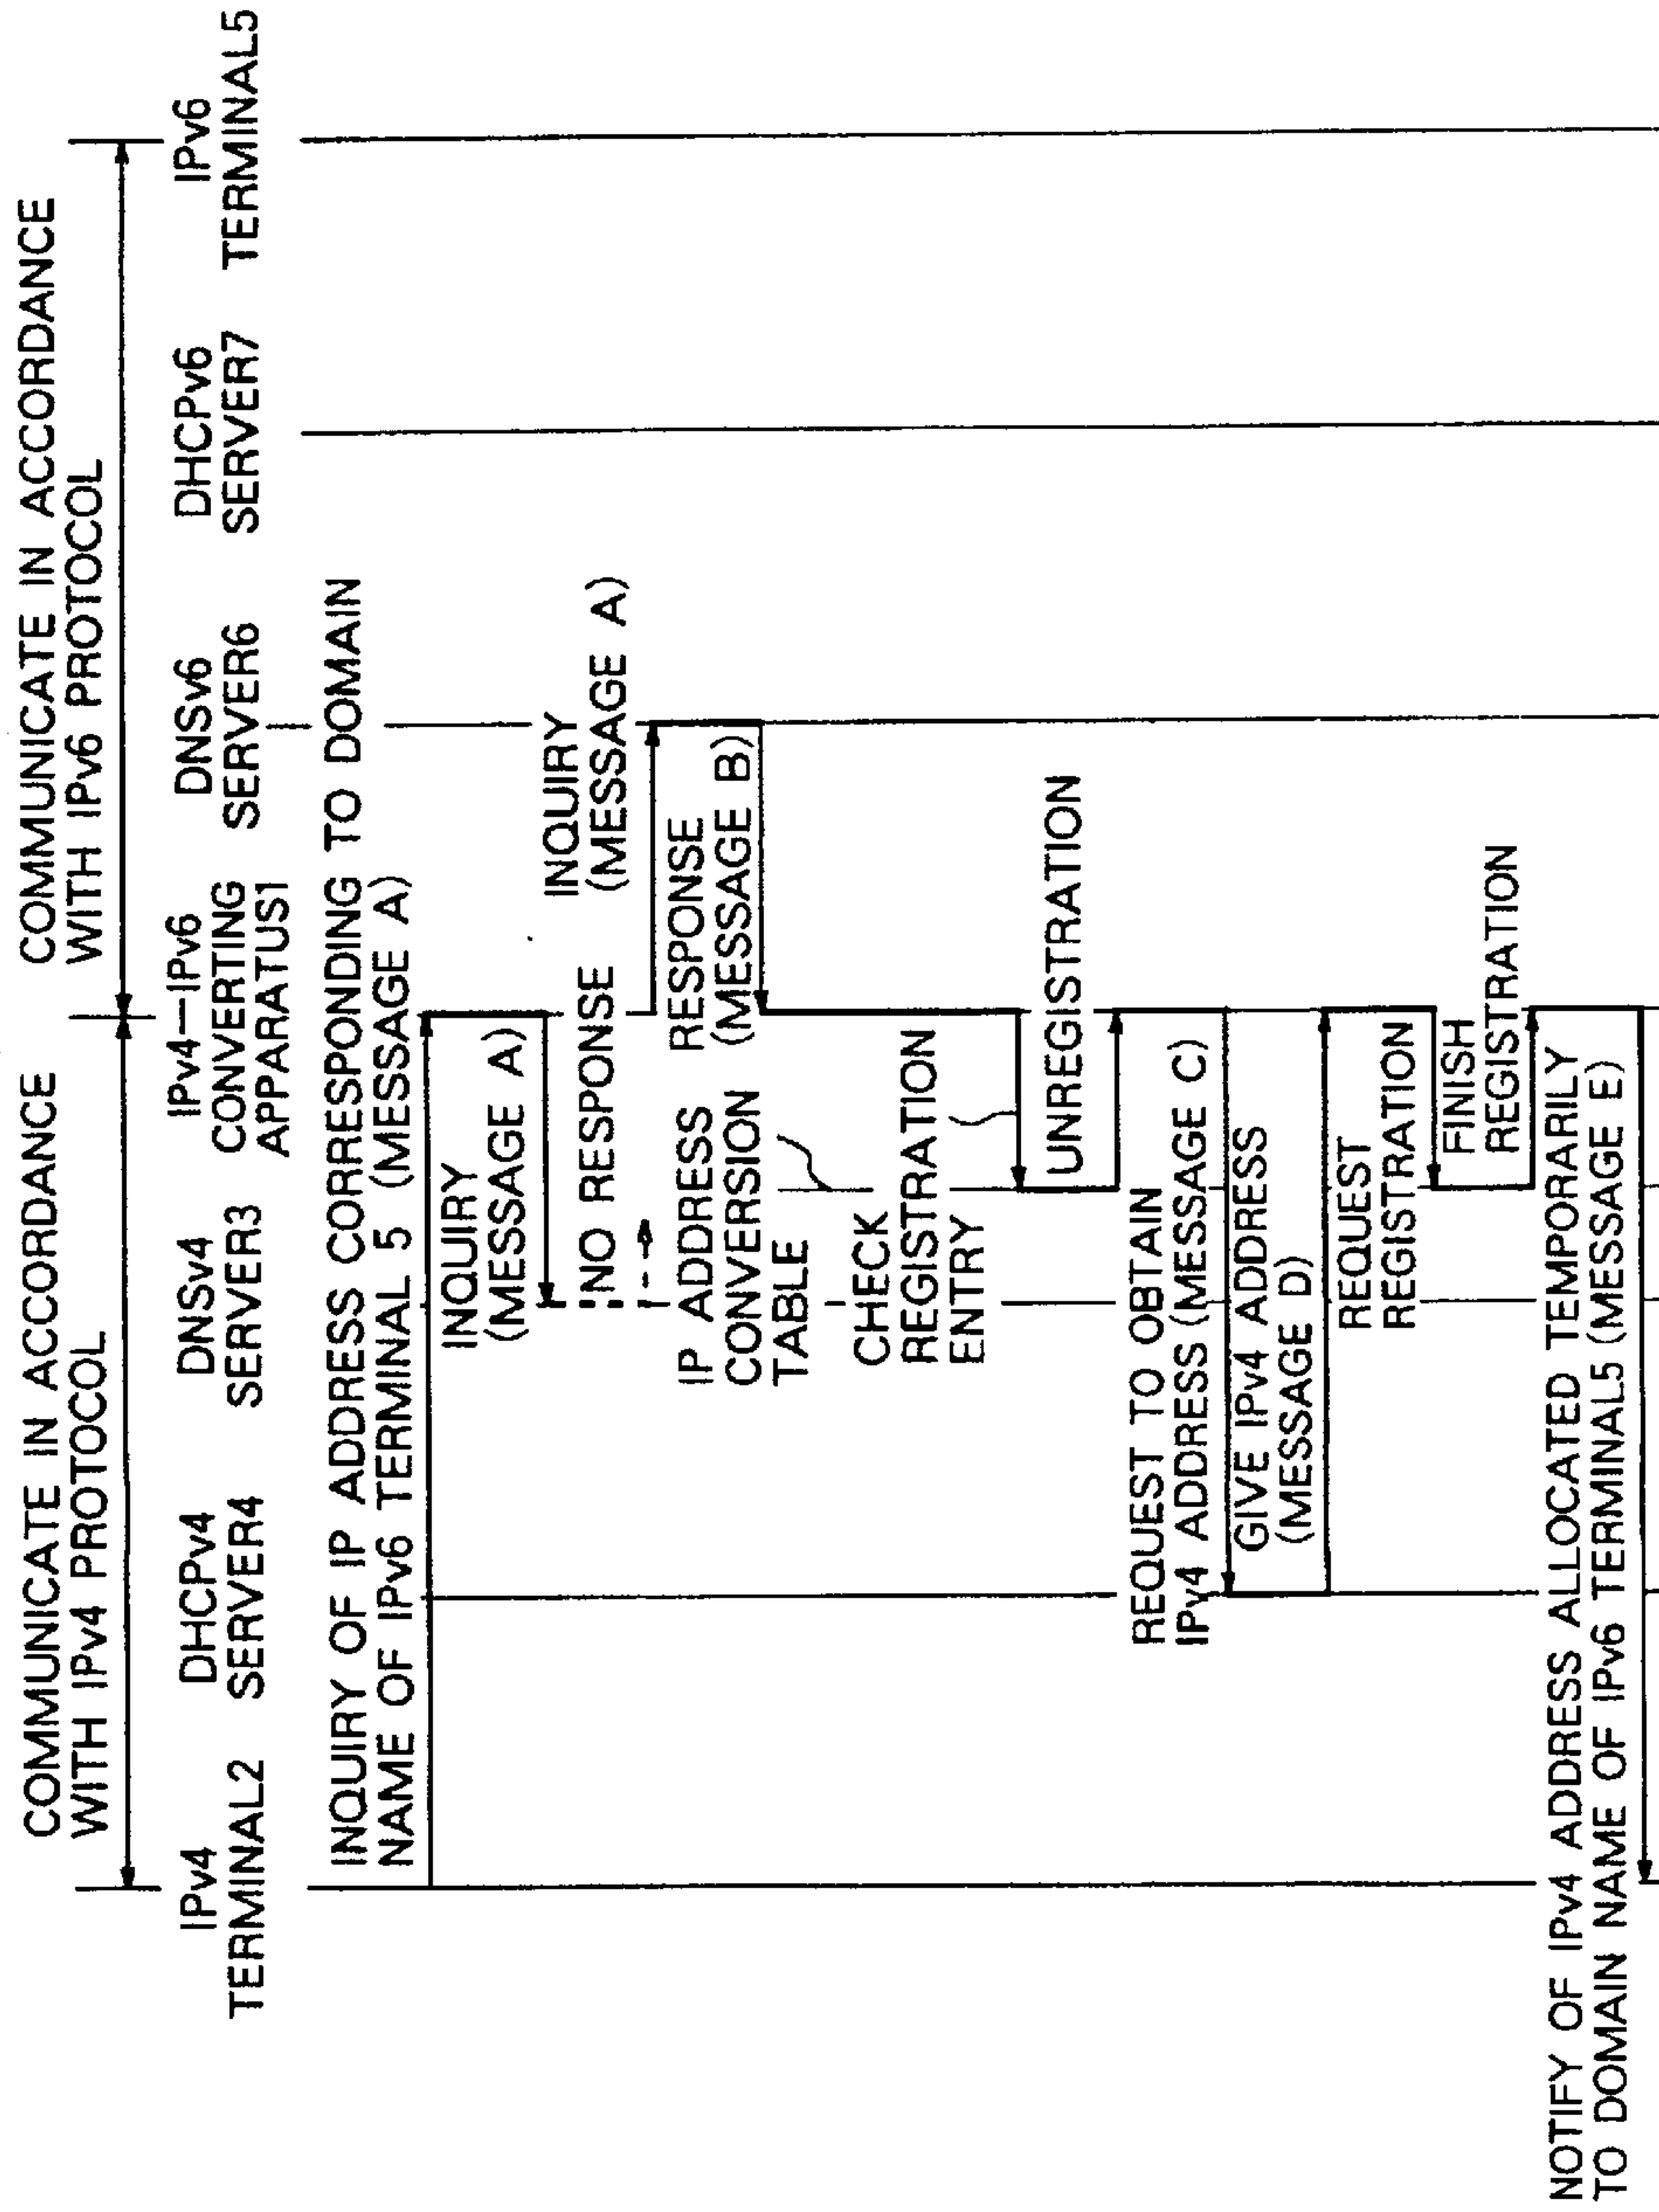 COMMUNICATE IN ACCORDANCE
WITH IPv4 PROTOCOL
COMMUNICATE IN ACCORDANCE
WITH IPv6 PROTOCOL
IPv4
TERMINAL2
DHCPv4
SERVER4
DNSv4
SERVER3
IPv4-IPv6
CONVERTING
APPARATUS1
DNSv6
SERVER6
DHCPv6
SERVER7
IPv6
TERMINAL5
INQUIRY OF IP ADDRESS CORRESPONDING TO DOMAIN
NAME OF IPv6 TERMINAL 5 (MESSAGE A)
INQUIRY
(MESSAGE A)
NO RESPONSE
INQUIRY
(MESSAGE A)
RESPONSE
(MESSAGE B)
IP ADDRESS
CONVERSION
TABLE
CHECK
REGISTRATION
ENTRY
UNREGISTRATION
REQUEST TO OBTAIN
IPv4 ADDRESS (MESSAGE C)
GIVE IPv4 ADDRESS
(MESSAGE D)
REQUEST
REGISTRATION
FINISH
REGISTRATION
NOTIFY OF IPv4 ADDRESS ALLOCATED TEMPORARILY
TO DOMAIN NAME OF IPv6 TERMINAL5 (MESSAGE E)